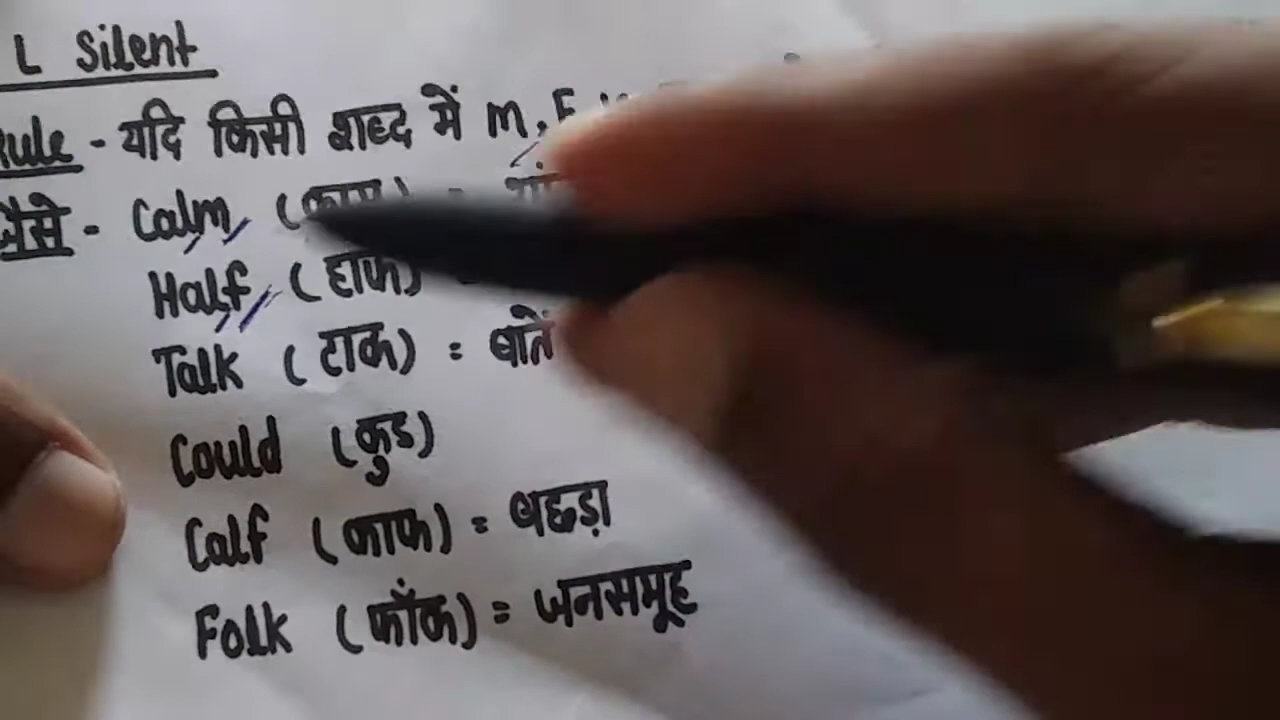 L Silent
Rule - यदि किसी शब्द में m, F
जैसे - Calm (काम) =
Half (हाफ)
Talk (टाक) = बातें
Could (कुड)
Calf (काफ) = बछड़ा
Folk (फॉक) = जनसमूह